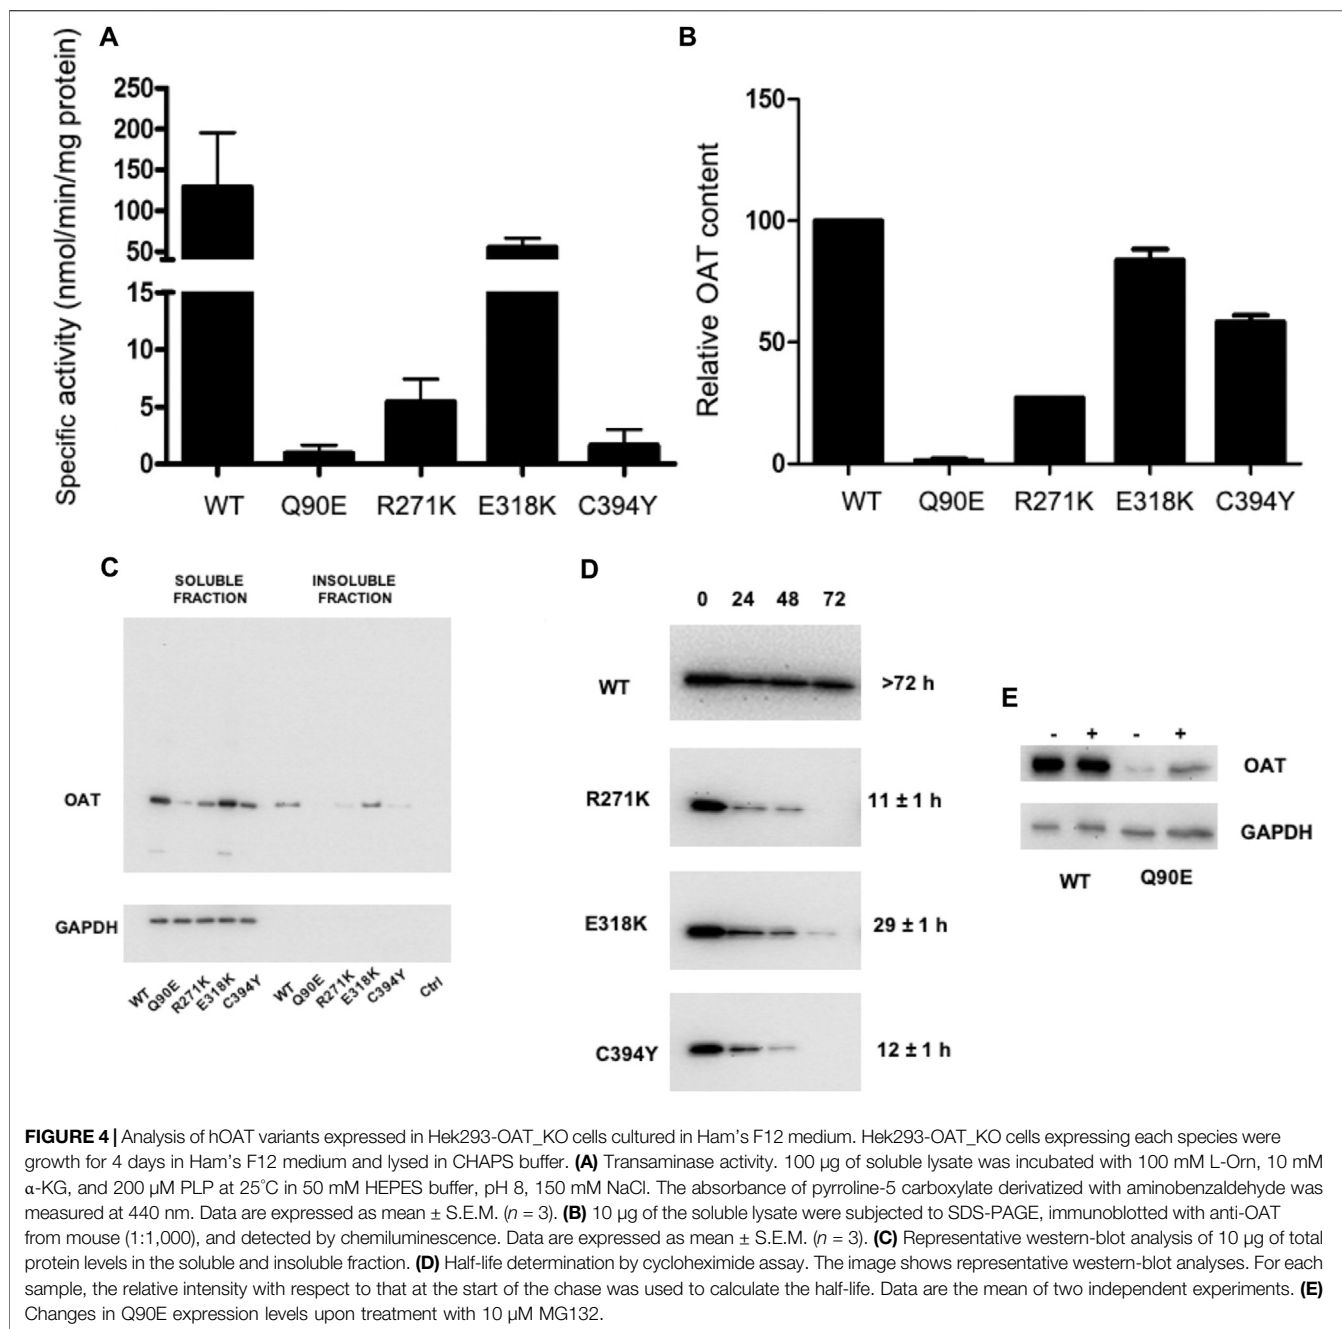 A
Specific activity (nmol/min/mg protein)
250
200
150
100
50
15
10
5
0
WT Q90E R271K E318K C394Y
B
Relative OAT content
150
100
50
0
WT Q90E R271K E318K C394Y
C
SOLUBLE FRACTION
INSOLUBLE FRACTION
OAT
GAPDH
WT Q90E R271K E318K C394Y WT Q90E R271K E318K C394Y Ctrl
D
0 24 48 72
WT >72 h
R271K 11 ± 1 h
E318K 29 ± 1 h
C394Y 12 ± 1 h
E
- + - +
OAT
GAPDH
WT Q90E
FIGURE 4 | Analysis of hOAT variants expressed in Hek293-OAT_KO cells cultured in Ham's F12 medium. Hek293-OAT_KO cells expressing each species were
growth for 4 days in Ham's F12 medium and lysed in CHAPS buffer. (A) Transaminase activity. 100 µg of soluble lysate was incubated with 100 mM L-Orn, 10 mM
α-KG, and 200 µM PLP at 25°C in 50 mM HEPES buffer, pH 8, 150 mM NaCl. The absorbance of pyrroline-5 carboxylate derivatized with aminobenzaldehyde was
measured at 440 nm. Data are expressed as mean ± S.E.M. (n = 3). (B) 10 µg of the soluble lysate were subjected to SDS-PAGE, immunoblotted with anti-OAT
from mouse (1:1,000), and detected by chemiluminescence. Data are expressed as mean ± S.E.M. (n = 3). (C) Representative western-blot analysis of 10 µg of total
protein levels in the soluble and insoluble fraction. (D) Half-life determination by cycloheximide assay. The image shows representative western-blot analyses. For each
sample, the relative intensity with respect to that at the start of the chase was used to calculate the half-life. Data are the mean of two independent experiments. (E)
Changes in Q90E expression levels upon treatment with 10 µM MG132.